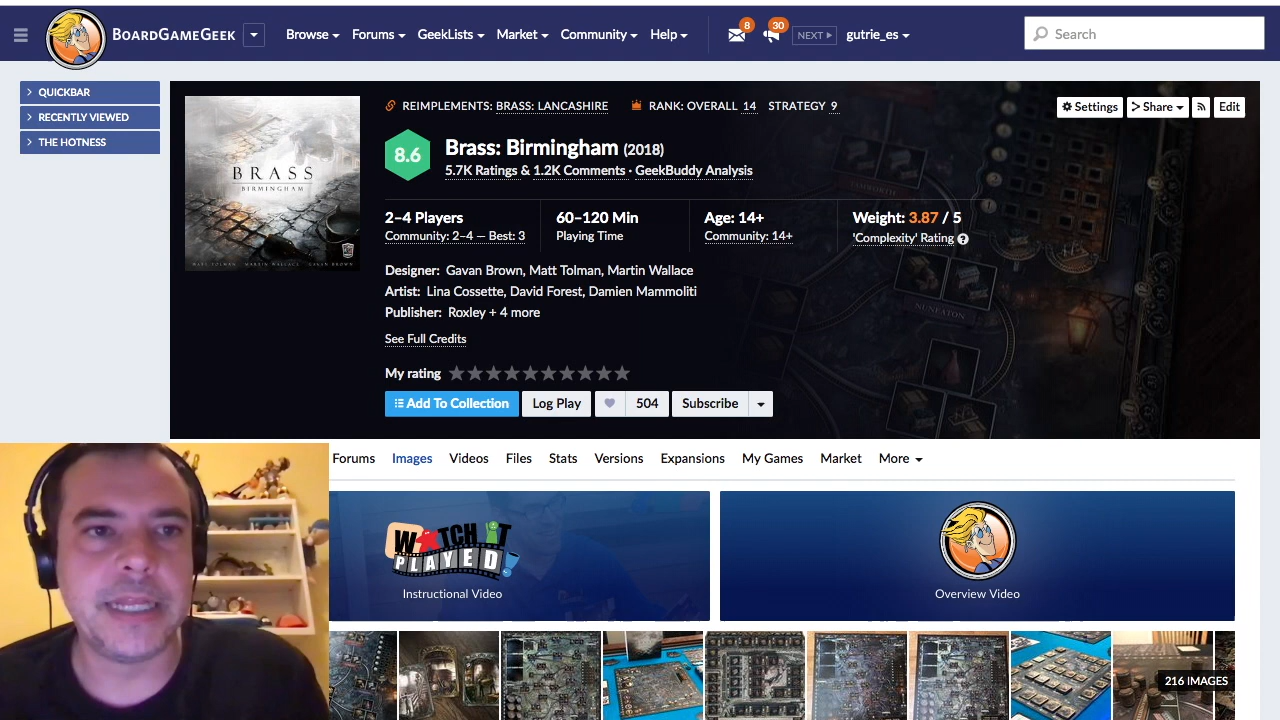 BOARDGAMEGEEK
Browse Forums GeekLists Market Community Help 8 30 NEXT gutrie_es Search
QUICKBAR
RECENTLY VIEWED
THE HOTNESS
BRASS
BIRMINGHAM
REIMPLEMENTS: BRASS: LANCASHIRE RANK: OVERALL 14 STRATEGY 9
Settings Share Edit
8.6
Brass: Birmingham (2018)
5.7K Ratings & 1.2K Comments · GeekBuddy Analysis
2–4 Players
Community: 2–4 — Best: 3
60–120 Min
Playing Time
Age: 14+
Community: 14+
Weight: 3.87 / 5
'Complexity' Rating ?
Designer: Gavan Brown, Matt Tolman, Martin Wallace
Artist: Lina Cossette, David Forest, Damien Mammoliti
Publisher: Roxley + 4 more
See Full Credits
My rating
Add To Collection Log Play 504 Subscribe
TAMWORTH
NUNEATON
Forums Images Videos Files Stats Versions Expansions My Games Market More
WATCH IT
PLAYED!
Instructional Video
Overview Video
216 IMAGES